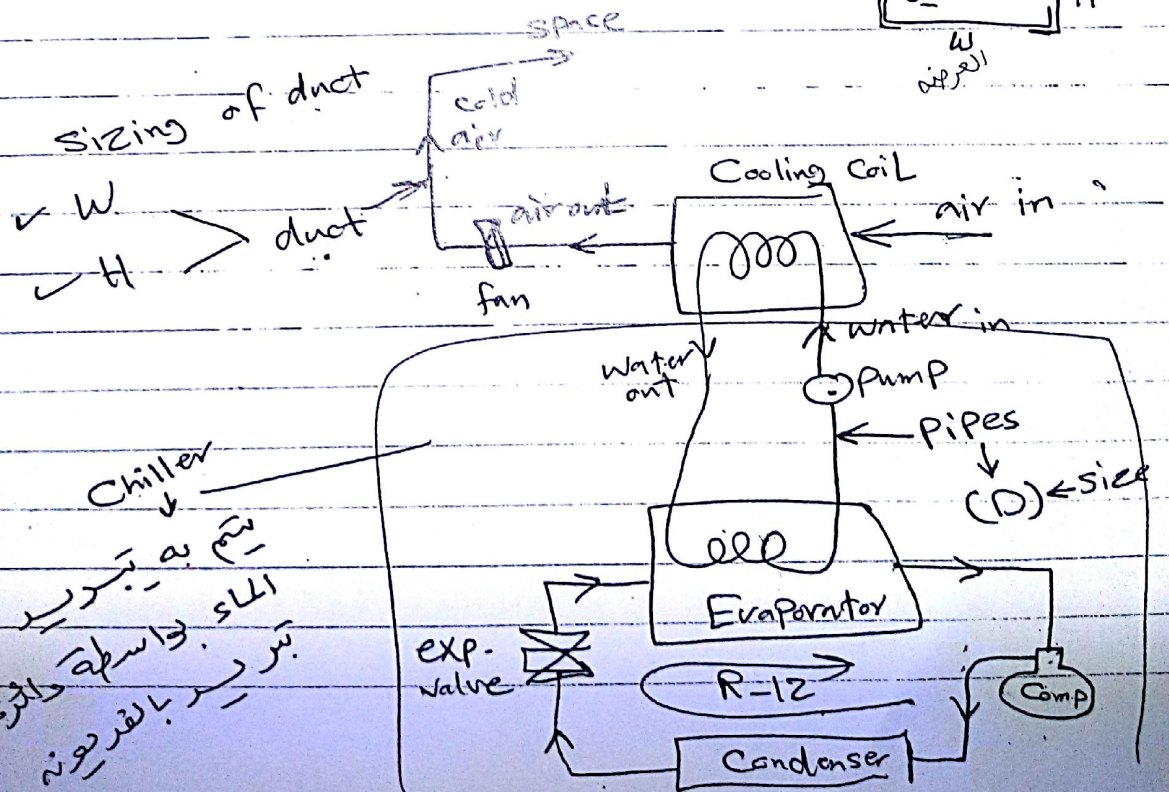 W
العرض
H
space
sizing of duct
cold
air
Cooling Coil
W
H
duct
air out
air in
fan
water in
water
out
pump
pipes
(D) ← size
Chiller
يتم به تبريد
الماء بواسطة دائرة
تبريد بالفريون
Evaporator
exp.
valve
R-12
Comp
Condenser